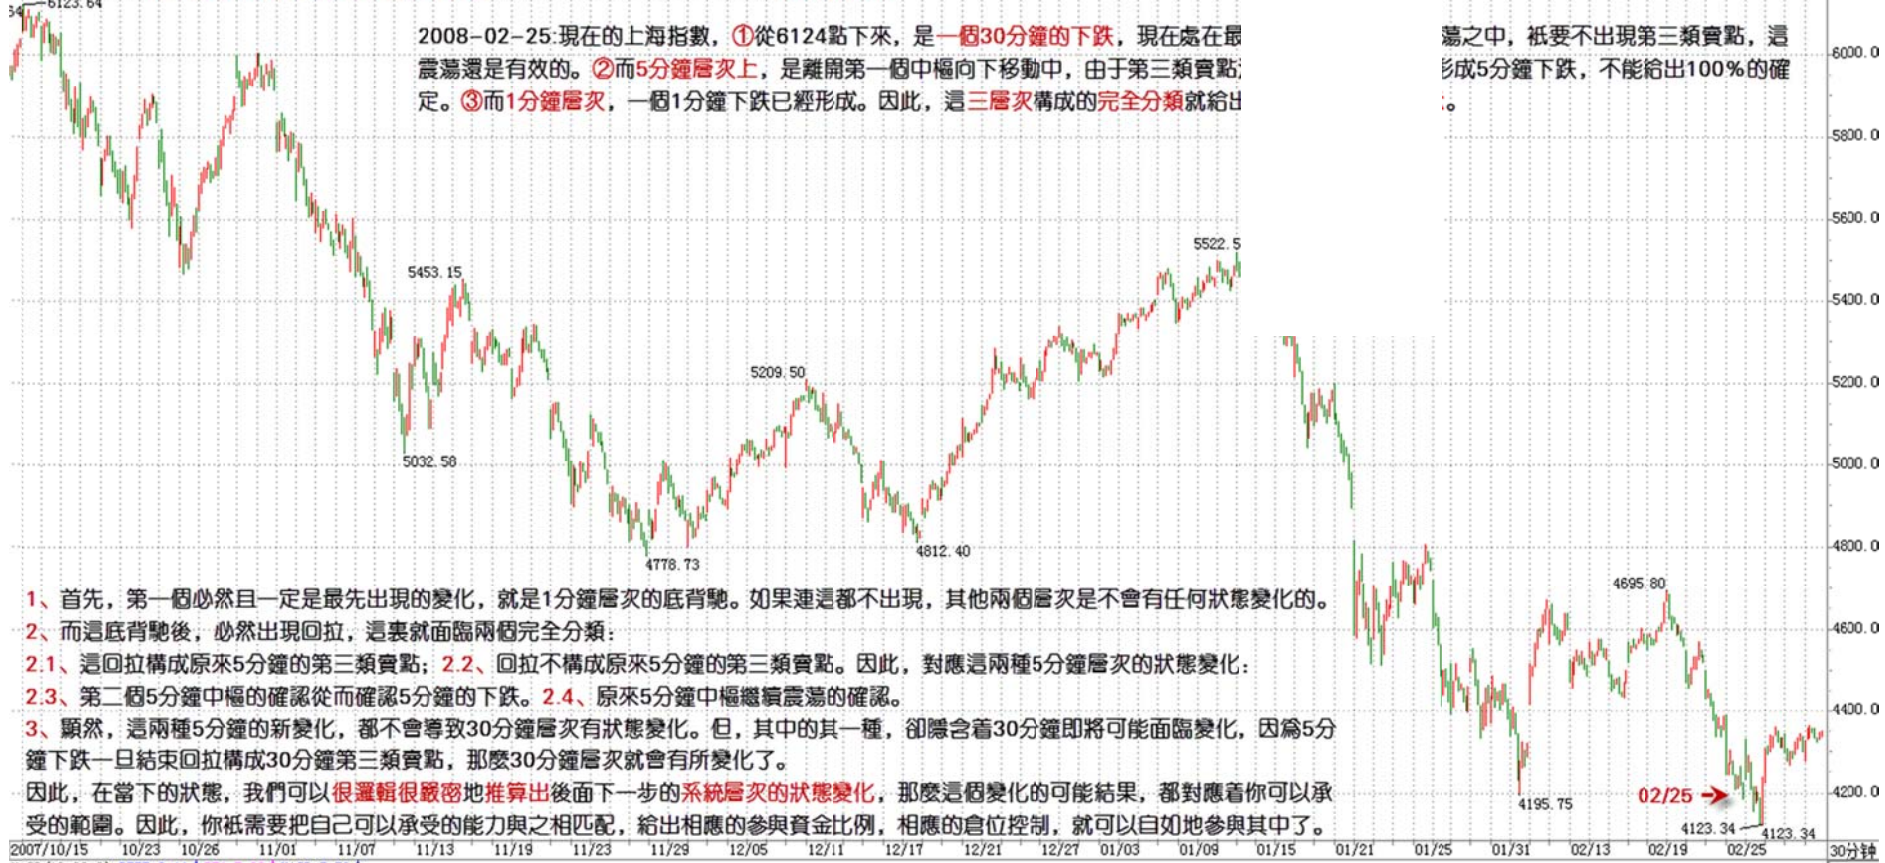 6123.64
2008-02-25:現在的上海指數，①從6124點下來，是一個30分鐘的下跌，現在處在最
蕩之中，衹要不出現第三類賣點，這
震蕩還是有效的。②而5分鐘層次上，是離開第一個中樞向下移動中，由于第三類賣點
形成5分鐘下跌，不能給出100%的確
定。③而1分鐘層次，一個1分鐘下跌已經形成。因此，這三層次構成的完全分類就給出
。
6000.0
5800.0
5600.0
5522.5
5453.15
5400.0
5209.50
5200.0
5032.58
5000.0
4812.40
4800.0
4778.73
4695.80
4600.0
4400.0
4200.0
4195.75
02/25
4123.34
4123.34
1、首先，第一個必然且一定是最先出現的變化，就是1分鐘層次的底背馳。如果連這都不出現，其他兩個層次是不會有任何狀態變化的。
2、而這底背馳後，必然出現回拉，這裏就面臨兩個完全分類：
2.1、這回拉構成原來5分鐘的第三類賣點；2.2、回拉不構成原來5分鐘的第三類賣點。因此，對應這兩種5分鐘層次的狀態變化：
2.3、第二個5分鐘中樞的確認從而確認5分鐘的下跌。2.4、原來5分鐘中樞繼續震蕩的確認。
3、顯然，這兩種5分鐘的新變化，都不會導致30分鐘層次有狀態變化。但，其中的其一種，卻隱含着30分鐘即將可能面臨變化，因爲5分
鐘下跌一旦結束回拉構成30分鐘第三類賣點，那麽30分鐘層次就會有所變化了。
因此，在當下的狀態，我們可以很邏輯很嚴密地推算出後面下一步的系統層次的狀態變化，那麽這個變化的可能結果，都對應着你可以承
受的範圍。因此，你衹需要把自己可以承受的能力與之相匹配，給出相應的參與資金比例，相應的倉位控制，就可以自如地參與其中了。
2007/10/15 10/23 10/26 11/01 11/07 11/13 11/19 11/23 11/29 12/05 12/11 12/17 12/21 12/27 01/03 01/09 01/15 01/21 01/25 01/31 02/13 02/19 02/25 30分钟